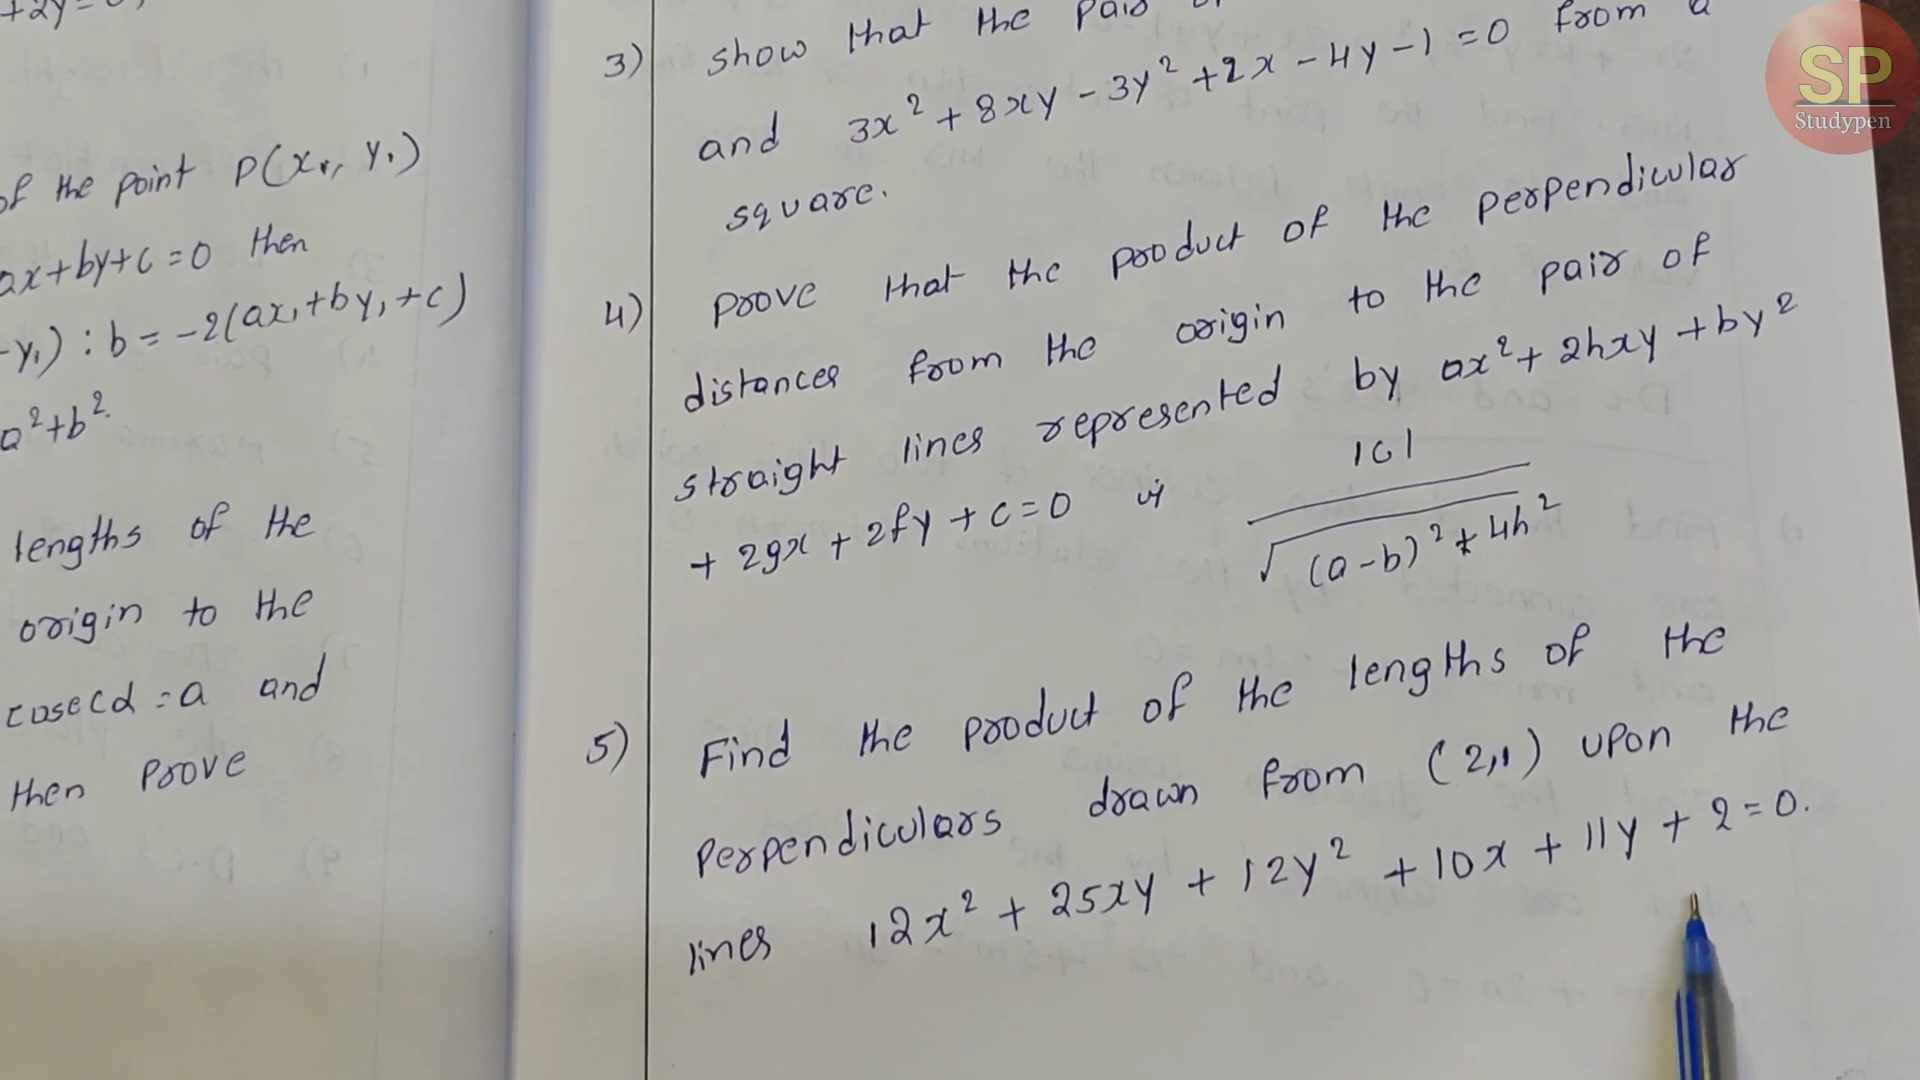 +2y=0,
of the point P(x₁, y₁)
ax+by+c=0 then
-y₁) : b = -2(ax₁+by₁+c)
a²+b².
lengths of the
origin to the
cosecα = a and
then prove
3) show that the pair
and 3x²+8xy-3y²+2x-4y-1=0 from a
square.
4) prove that the product of the perpendicular
distances from the origin to the pair of
straight lines represented by ax²+2hxy+by²
+2gx+2fy+c=0 is |c| / √(a-b)²+4h²
5) Find the product of the lengths of the
perpendiculars drawn from (2,1) upon the
lines 12x²+25xy+12y²+10x+11y+2=0.
SP
Studypen